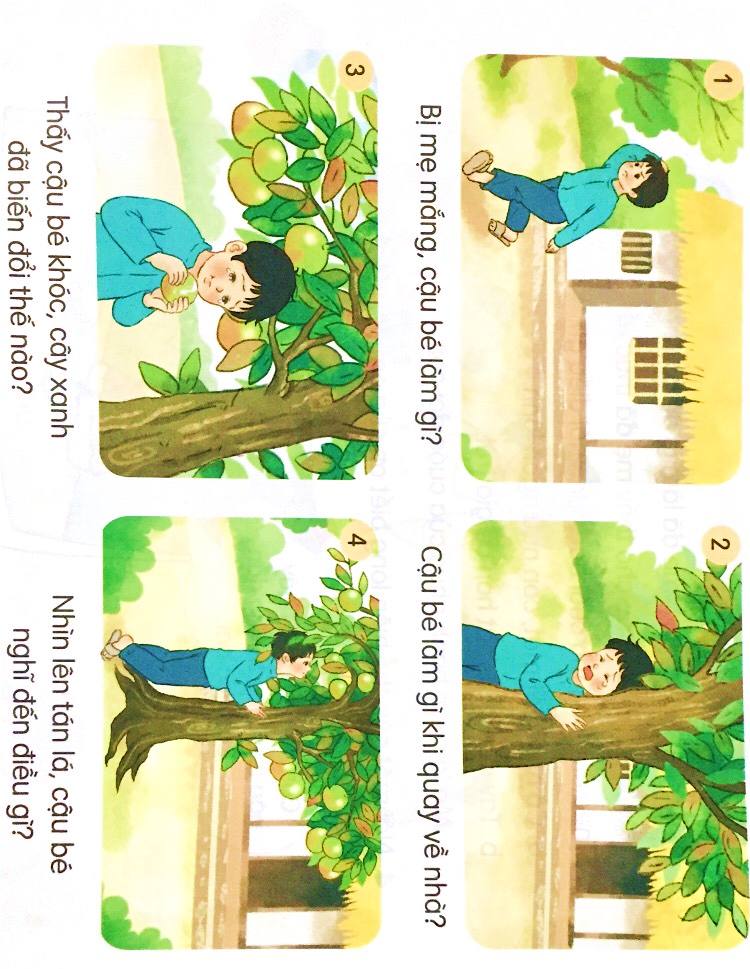 1
Bị mẹ mắng, cậu bé làm gì?
2
Cậu bé làm gì khi quay về nhà?
3
Thấy cậu bé khóc, cây xanh
đã biến đổi thế nào?
4
Nhìn lên tán lá, cậu bé
nghĩ đến điều gì?